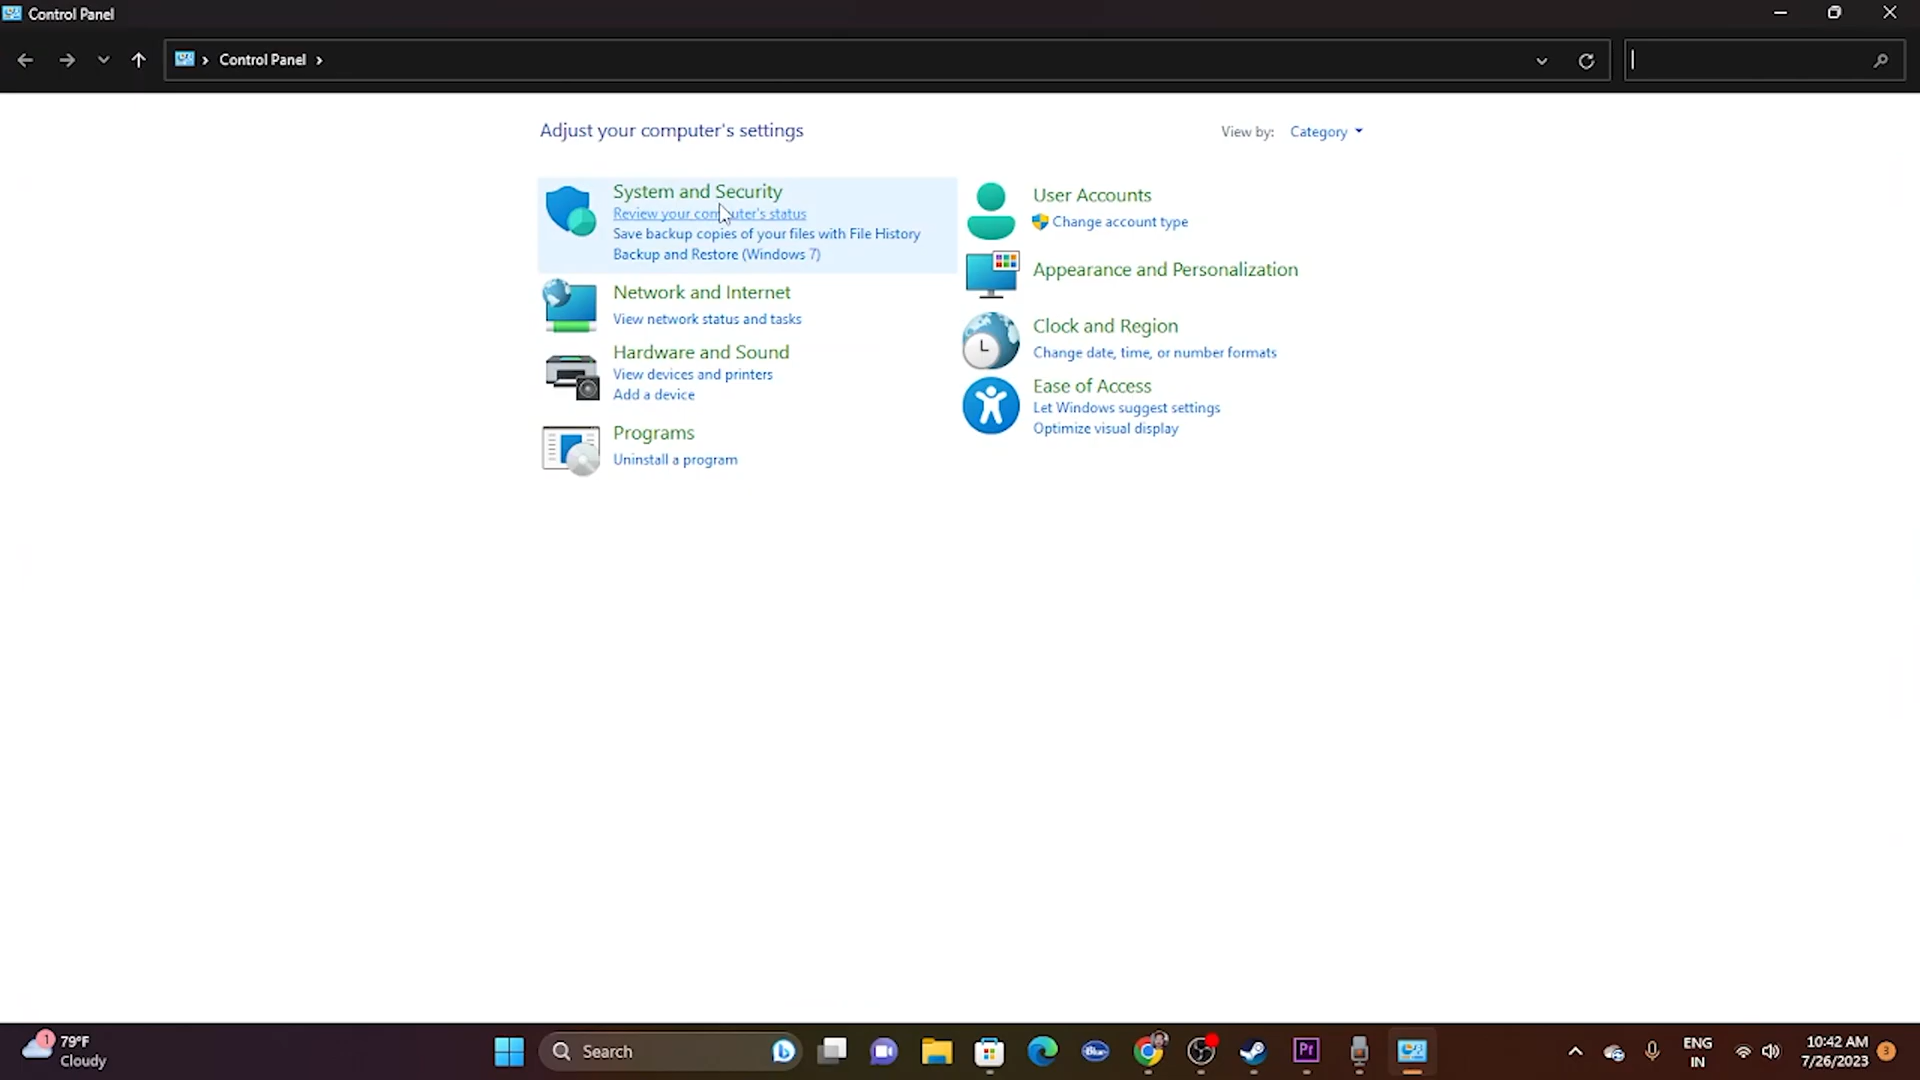 Control Panel
Control Panel
Adjust your computer's settings
View by: Category
System and Security
Review your computer's status
Save backup copies of your files with File History
Backup and Restore (Windows 7)
Network and Internet
View network status and tasks
Hardware and Sound
View devices and printers
Add a device
Programs
Uninstall a program
User Accounts
Change account type
Appearance and Personalization
Clock and Region
Change date, time, or number formats
Ease of Access
Let Windows suggest settings
Optimize visual display
1
79°F
Cloudy
Search
Blue
Pr
ENG
IN
10:42 AM
7/26/2023
3